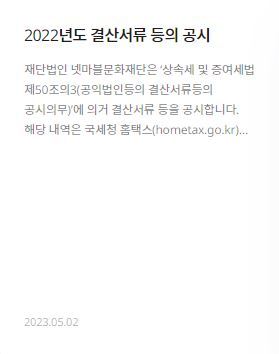 2022년도 결산서류 등의 공시
재단법인 넷마블문화재단은 ‘상속세 및 증여세법
제50조의3(공익법인등의 결산서류등의
공시의무)’에 의거 결산서류 등을 공시합니다.
해당 내역은 국세청 홈택스(hometax.go.kr)...
2023.05.02